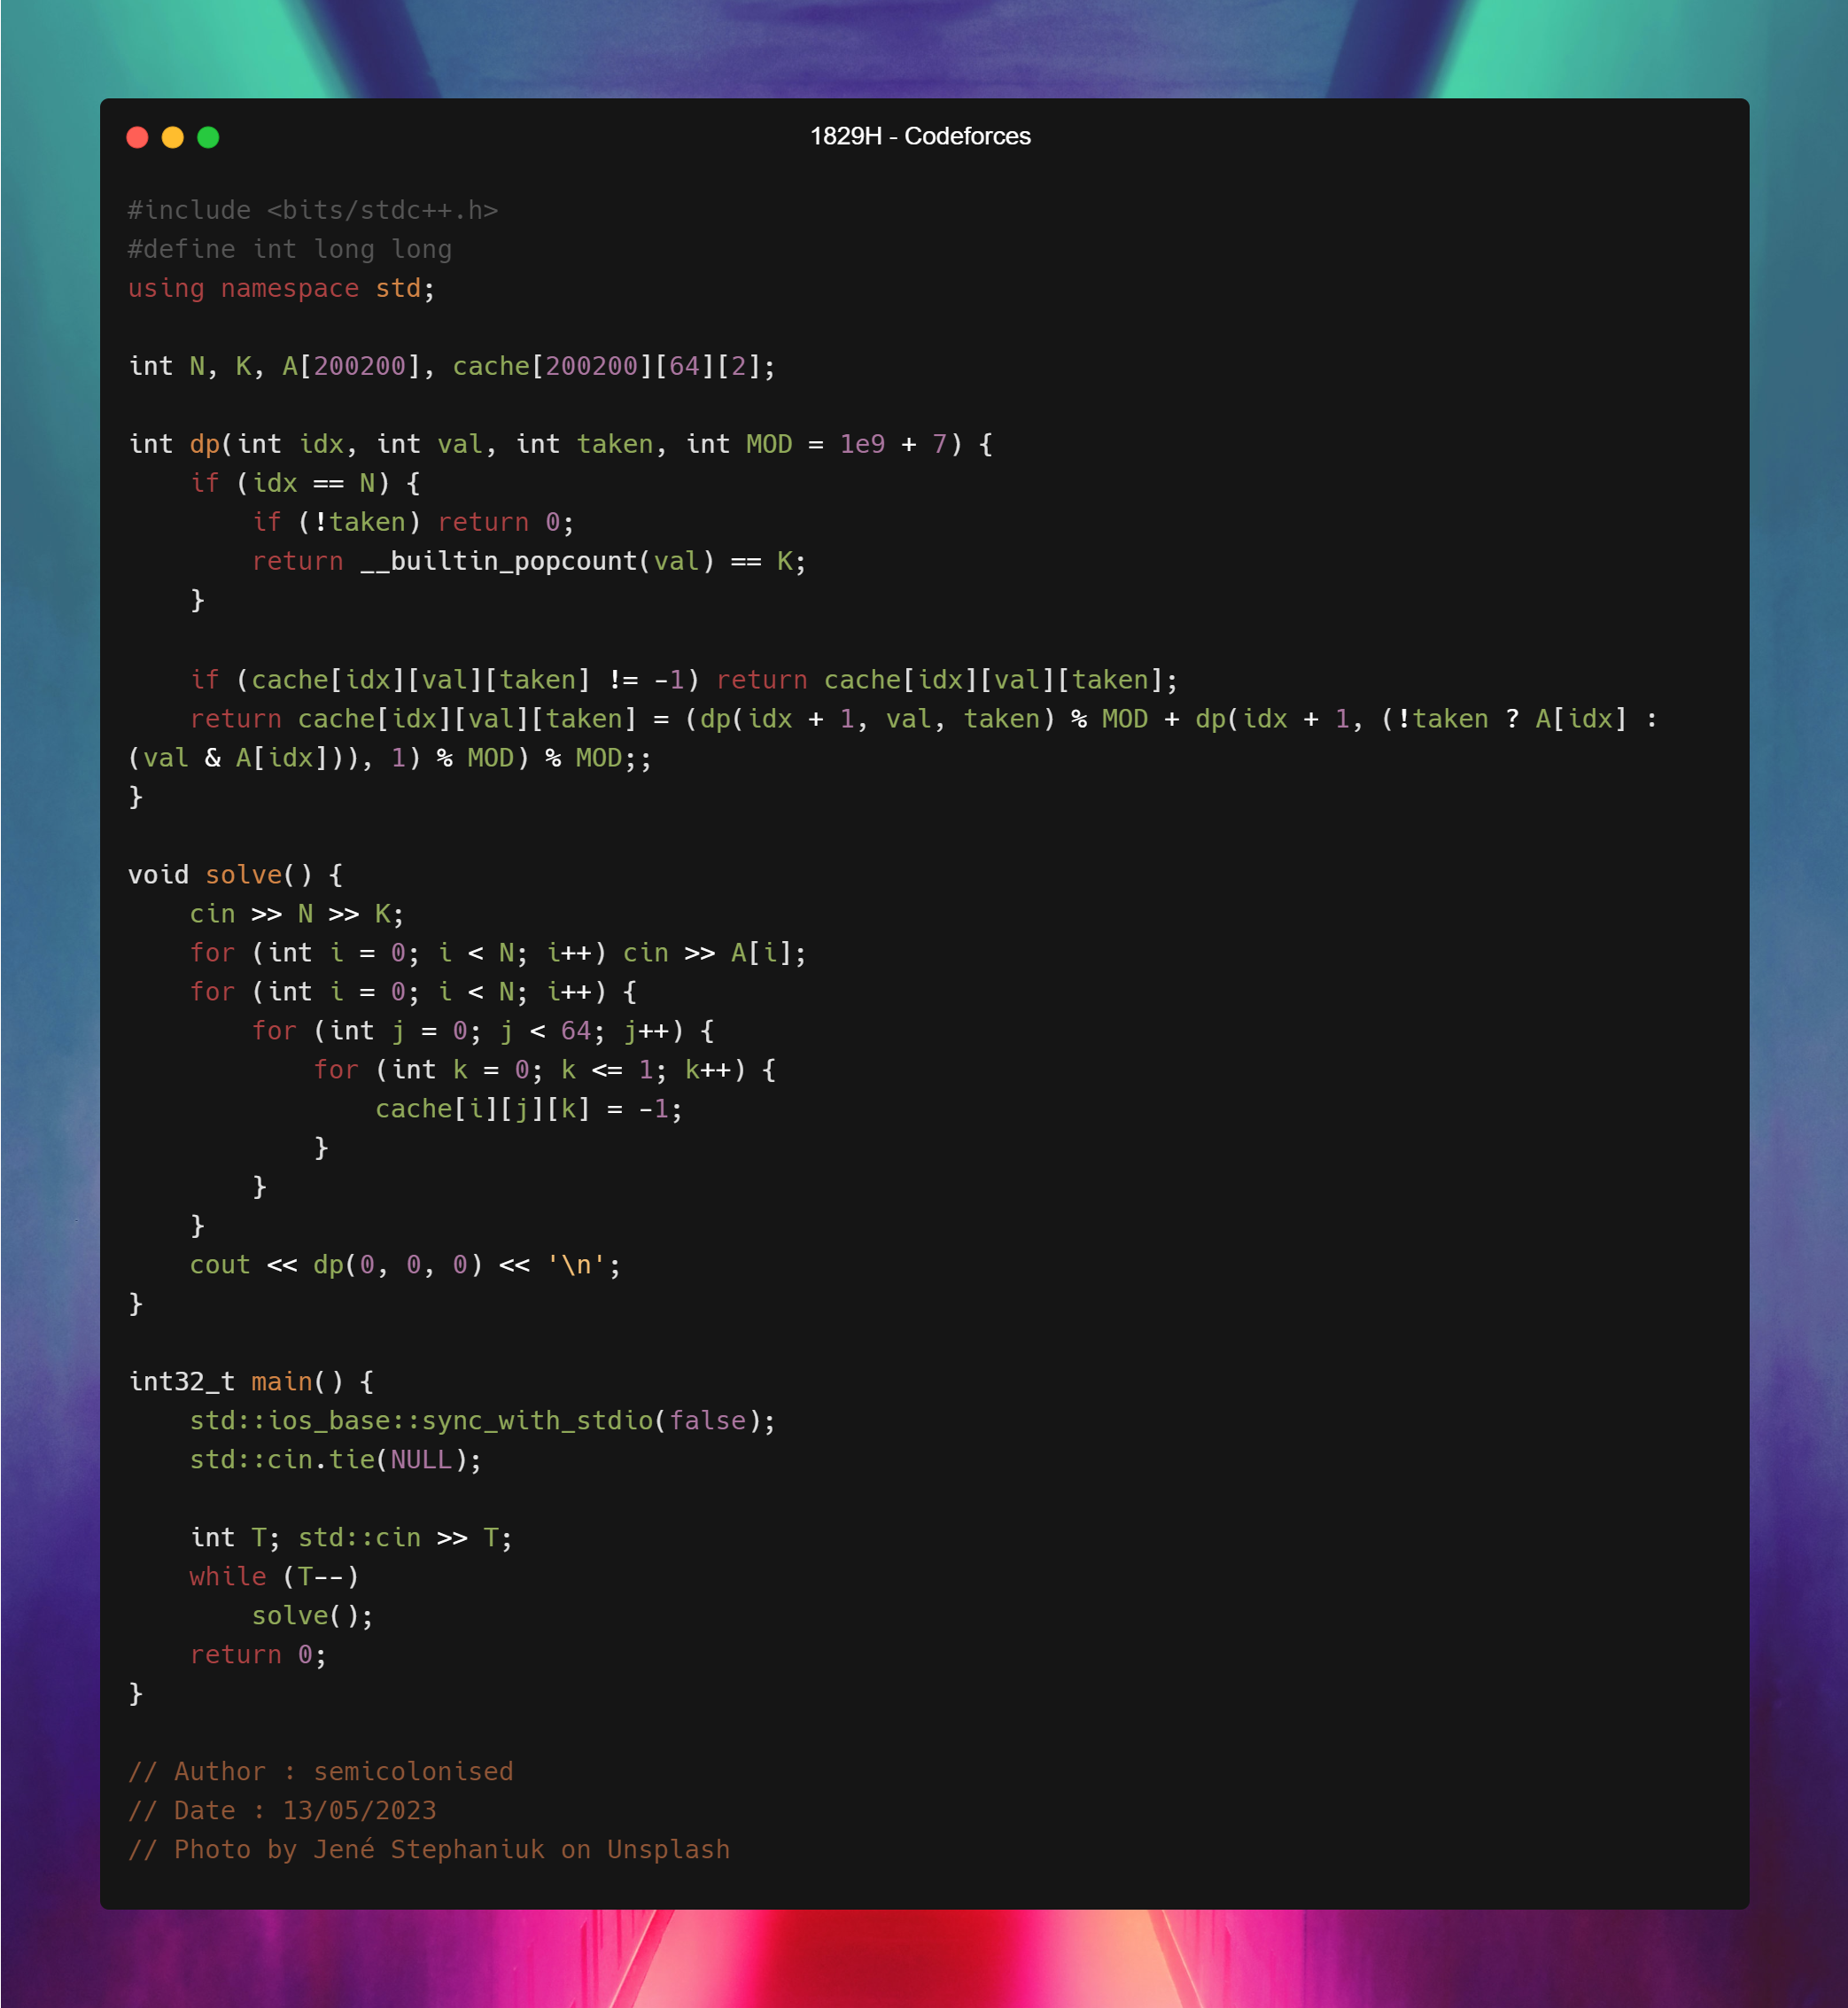 1829H - Codeforces
#include <bits/stdc++.h>
#define int long long
using namespace std;

int N, K, A[200200], cache[200200][64][2];

int dp(int idx, int val, int taken, int MOD = 1e9 + 7) {
    if (idx == N) {
        if (!taken) return 0;
        return __builtin_popcount(val) == K;
    }

    if (cache[idx][val][taken] != -1) return cache[idx][val][taken];
    return cache[idx][val][taken] = (dp(idx + 1, val, taken) % MOD + dp(idx + 1, (!taken ? A[idx] :
(val & A[idx])), 1) % MOD) % MOD;;
}

void solve() {
    cin >> N >> K;
    for (int i = 0; i < N; i++) cin >> A[i];
    for (int i = 0; i < N; i++) {
        for (int j = 0; j < 64; j++) {
            for (int k = 0; k <= 1; k++) {
                cache[i][j][k] = -1;
            }
        }
    }
    cout << dp(0, 0, 0) << '\n';
}

int32_t main() {
    std::ios_base::sync_with_stdio(false);
    std::cin.tie(NULL);

    int T; std::cin >> T;
    while (T--)
        solve();
    return 0;
}

// Author : semicolonised
// Date : 13/05/2023
// Photo by Jené Stephaniuk on Unsplash